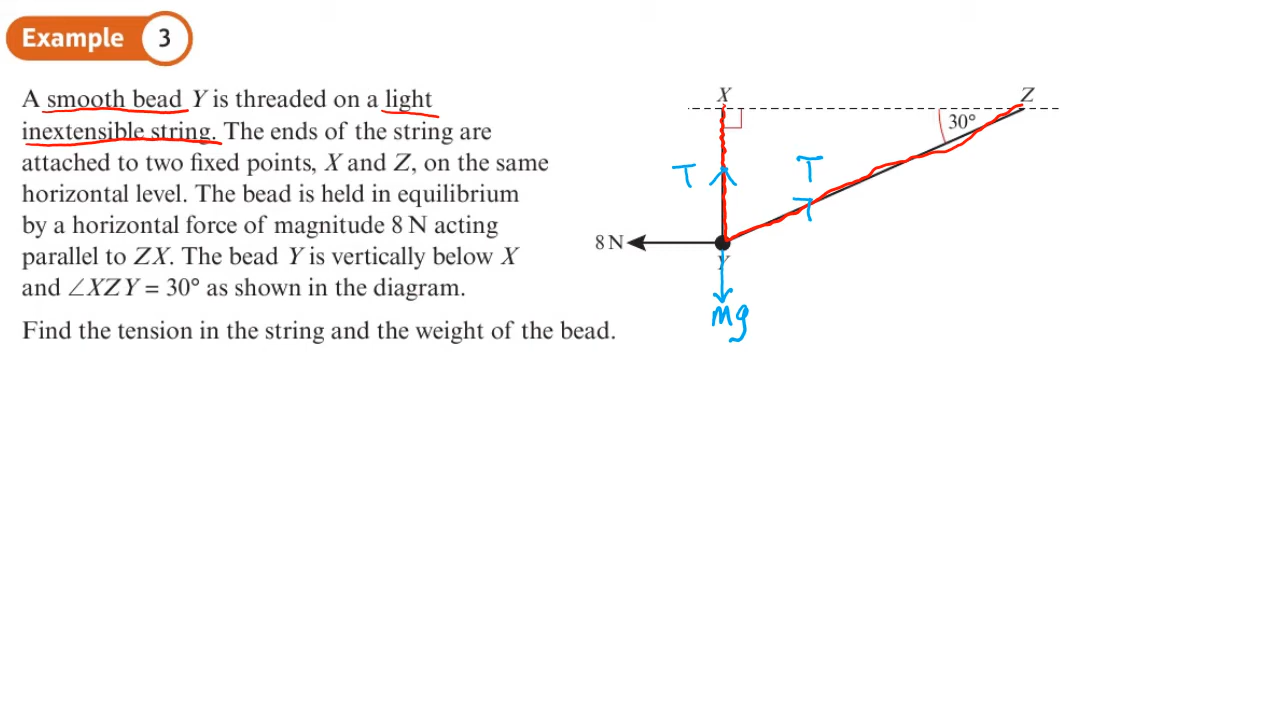 Example 3
A smooth bead Y is threaded on a light
inextensible string. The ends of the string are
attached to two fixed points, X and Z, on the same
horizontal level. The bead is held in equilibrium
by a horizontal force of magnitude 8 N acting
parallel to ZX. The bead Y is vertically below X
and ∠XZY = 30° as shown in the diagram.
Find the tension in the string and the weight of the bead.
X
Z
30°
T
T
8 N
Y
mg